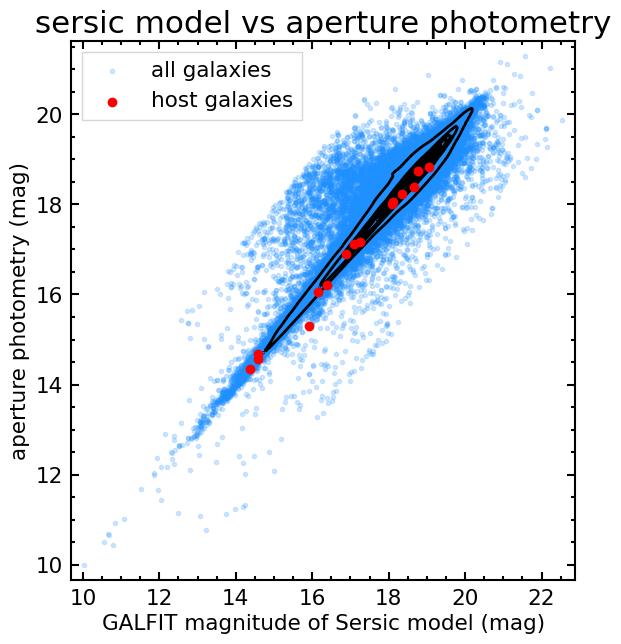 sersic model vs aperture photometry
all galaxies
host galaxies
20
18
16
14
12
10
aperture photometry (mag)
10 12 14 16 18 20 22
GALFIT magnitude of Sersic model (mag)